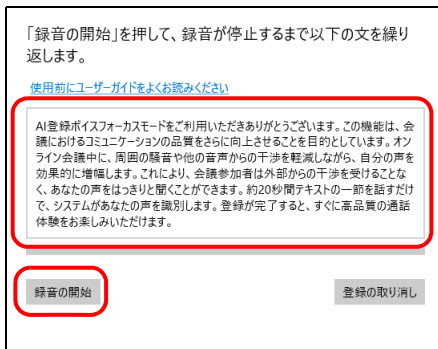 「録音の開始」を押して、録音が停止するまで以下の文を繰り
返します。
使用前にユーザーガイドをよくお読みください
AI登録ボイスフォーカスモードをご利用いただきありがとうございます。この機能は、会
議におけるコミュニケーションの品質をさらに向上させることを目的としています。オン
ライン会議中に、周囲の騒音や他の音声からの干渉を軽減しながら、自分の声を
効果的に増幅します。これにより、会議参加者は外部からの干渉を受けることな
く、あなたの声をはっきりと聞くことができます。約20秒間テキストの一節を話すだけ
で、システムがあなたの声を識別します。登録が完了すると、すぐに高品質の通話
体験をお楽しみいただけます。
録音の開始
登録の取り消し